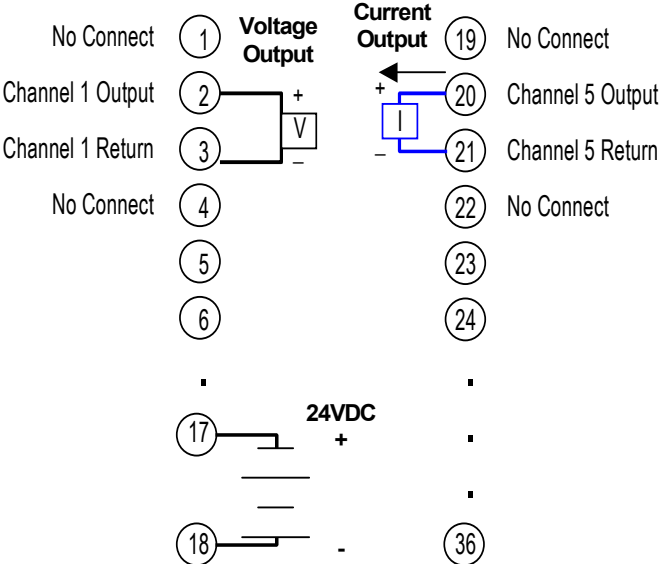 No Connect 1 Voltage Output Current Output 19 No Connect
Channel 1 Output 2 + + 20 Channel 5 Output
V I
Channel 1 Return 3 – – 21 Channel 5 Return
No Connect 4 22 No Connect
5 23
6 24
24VDC
17 +
18 - 36